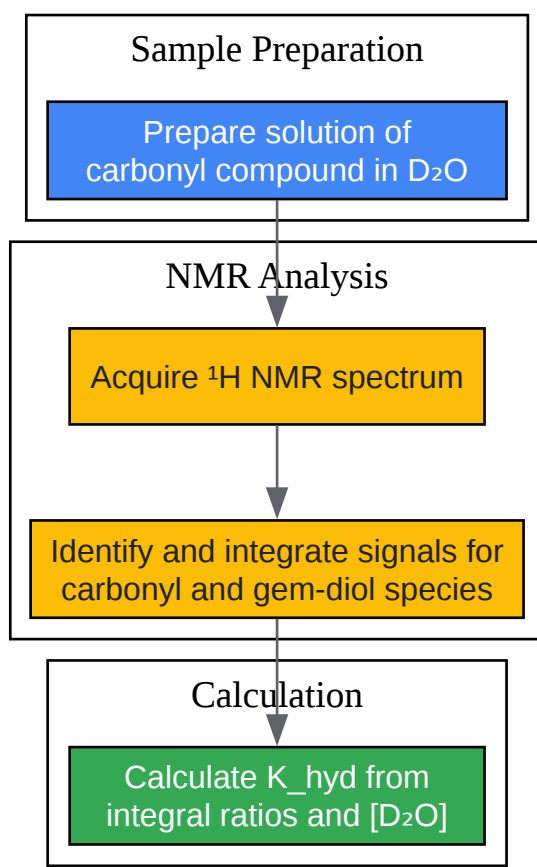 Sample Preparation
Prepare solution of
carbonyl compound in D₂O
NMR Analysis
Acquire ¹H NMR spectrum
Identify and integrate signals for
carbonyl and gem-diol species
Calculation
Calculate K_hyd from
integral ratios and [D₂O]